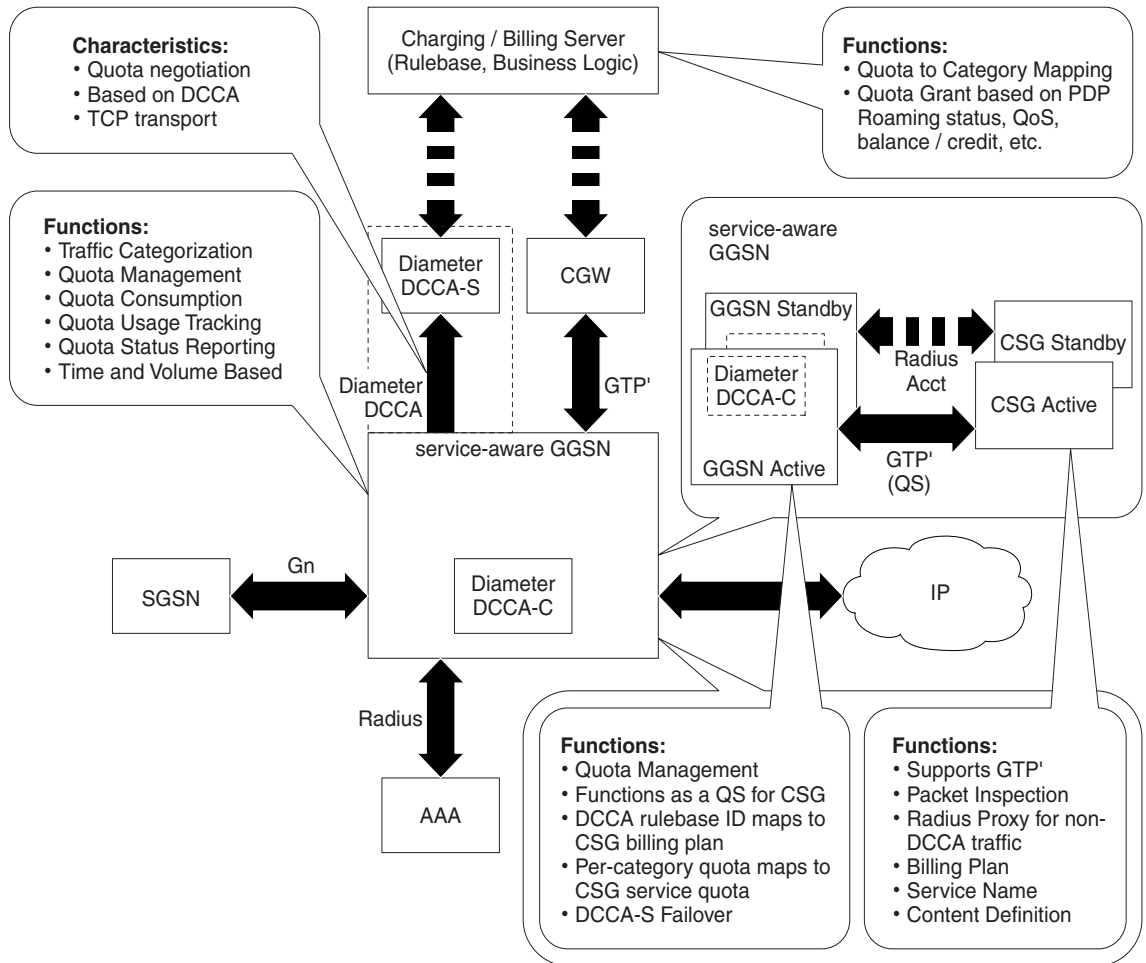 Characteristics:
• Quota negotiation
• Based on DCCA
• TCP transport
Charging / Billing Server
(Rulebase, Business Logic)
Functions:
• Quota to Category Mapping
• Quota Grant based on PDP
Roaming status, QoS,
balance / credit, etc.
Functions:
• Traffic Categorization
• Quota Management
• Quota Consumption
• Quota Usage Tracking
• Quota Status Reporting
• Time and Volume Based
Diameter
DCCA-S
CGW
Diameter
DCCA
GTP'
service-aware
GGSN
GGSN Standby
Diameter
DCCA-C
GGSN Active
Radius
Acct
CSG Standby
CSG Active
GTP'
(QS)
service-aware GGSN
SGSN
Gn
Diameter
DCCA-C
IP
Radius
AAA
Functions:
• Quota Management
• Functions as a QS for CSG
• DCCA rulebase ID maps to
CSG billing plan
• Per-category quota maps to
CSG service quota
• DCCA-S Failover
Functions:
• Supports GTP'
• Packet Inspection
• Radius Proxy for non-
DCCA traffic
• Billing Plan
• Service Name
• Content Definition